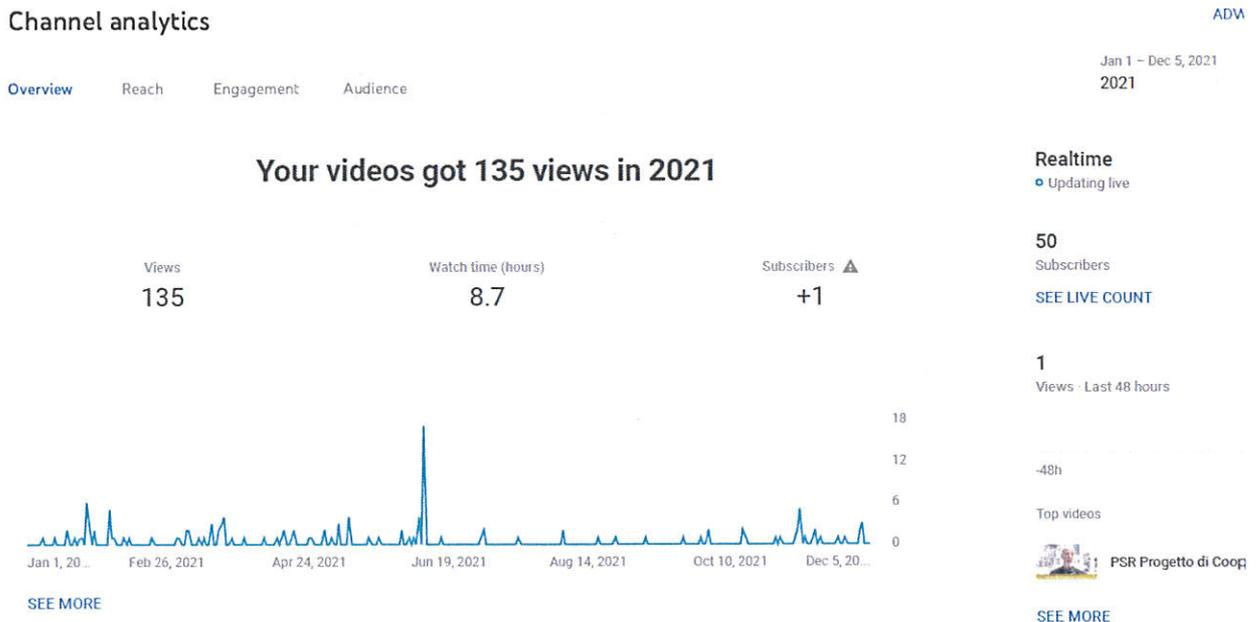 Channel analytics
ADW
Jan 1 – Dec 5, 2021
2021
Overview
Reach
Engagement
Audience
Your videos got 135 views in 2021
Views
135
Watch time (hours)
8.7
Subscribers
+1
18
12
6
0
Jan 1, 20...
Feb 26, 2021
Apr 24, 2021
Jun 19, 2021
Aug 14, 2021
Oct 10, 2021
Dec 5, 20...
SEE MORE
Realtime
Updating live
50
Subscribers
SEE LIVE COUNT
1
Views · Last 48 hours
-48h
Top videos
PSR Progetto di Coop
SEE MORE